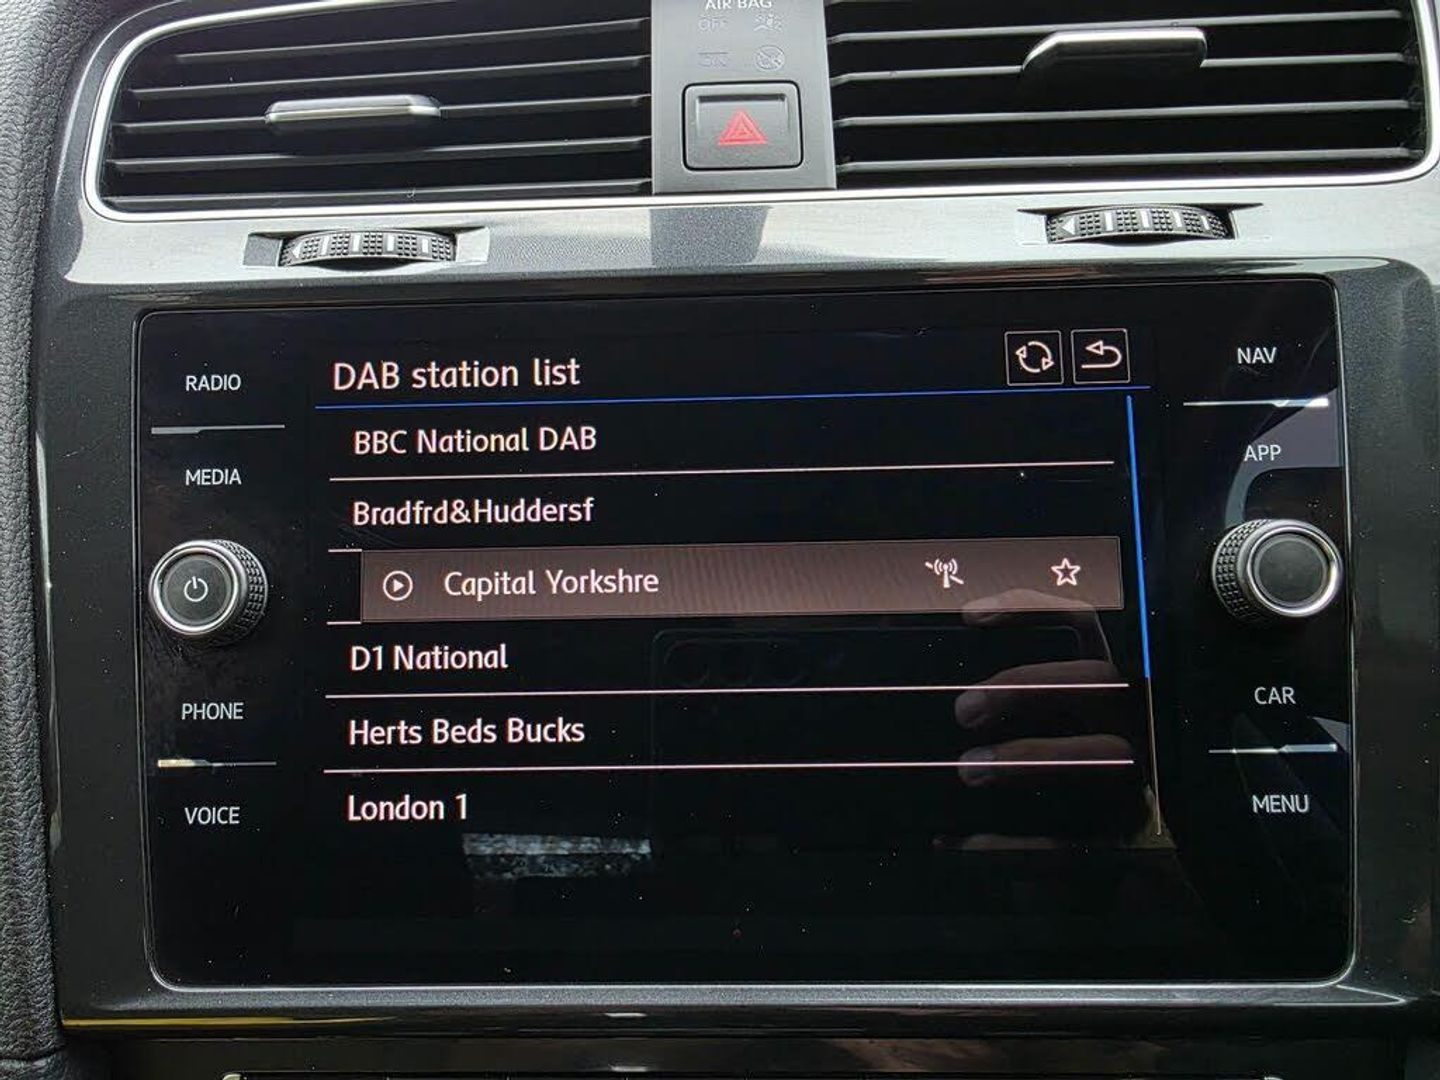 AIR BAG
OFF
ON
RADIO
MEDIA
PHONE
VOICE
DAB station list
BBC National DAB
Bradfrd&Huddersf
Capital Yorkshre
D1 National
Herts Beds Bucks
London 1
NAV
APP
CAR
MENU